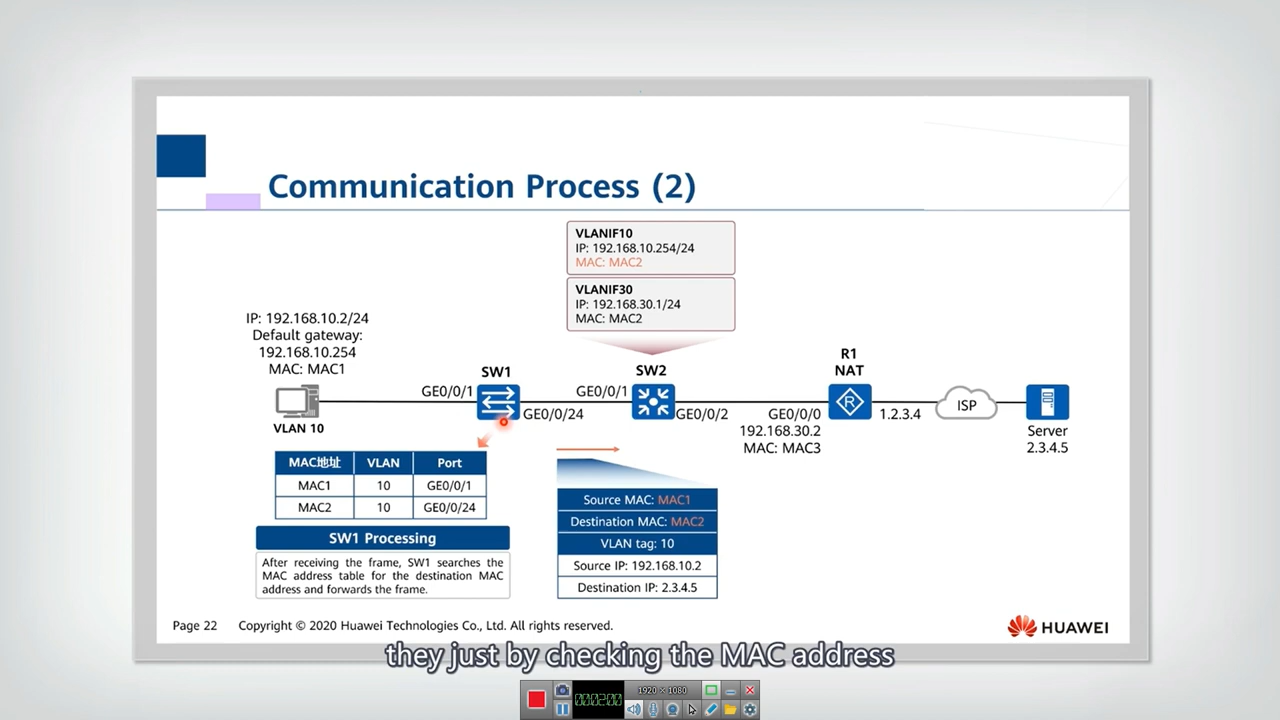 Communication Process (2)
VLANIF10
IP: 192.168.10.254/24
MAC: MAC2
VLANIF30
IP: 192.168.30.1/24
MAC: MAC2
IP: 192.168.10.2/24
Default gateway:
192.168.10.254
MAC: MAC1
VLAN 10
SW1
GE0/0/1
GE0/0/24
SW2
GE0/0/1
GE0/0/2
R1
NAT
R
GE0/0/0
192.168.30.2
MAC: MAC3
1.2.3.4
ISP
Server
2.3.4.5
MAC地址 VLAN Port
MAC1 10 GE0/0/1
MAC2 10 GE0/0/24
SW1 Processing
After receiving the frame, SW1 searches the
MAC address table for the destination MAC
address and forwards the frame.
Source MAC: MAC1
Destination MAC: MAC2
VLAN tag: 10
Source IP: 192.168.10.2
Destination IP: 2.3.4.5
Page 22 Copyright © 2020 Huawei Technologies Co., Ltd. All rights reserved.
HUAWEI
they just by checking the MAC address
000200
1920 × 1080